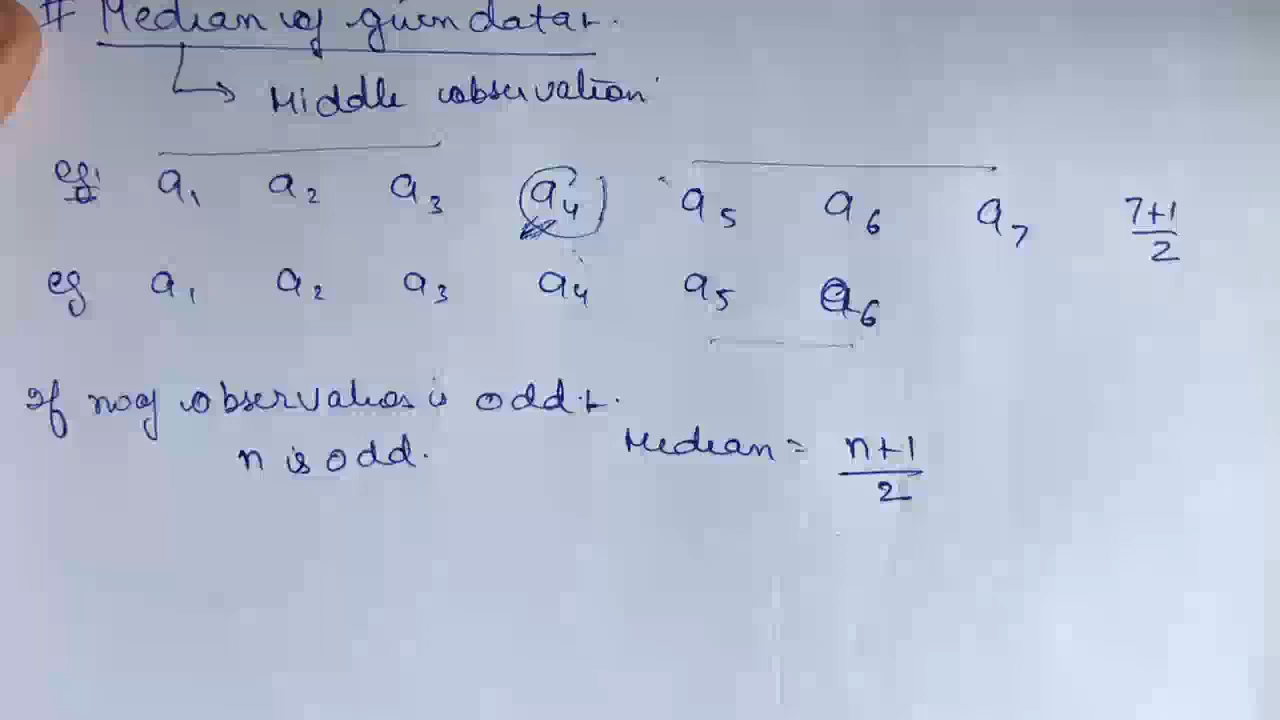 # Median of given data:
→ Middle observation
eg: a₁ a₂ a₃ a₄ a₅ a₆ a₇ 7+1/2
eg a₁ a₂ a₃ a₄ a₅ a₆
If no of observation is odd:
n is odd. Median = n+1/2